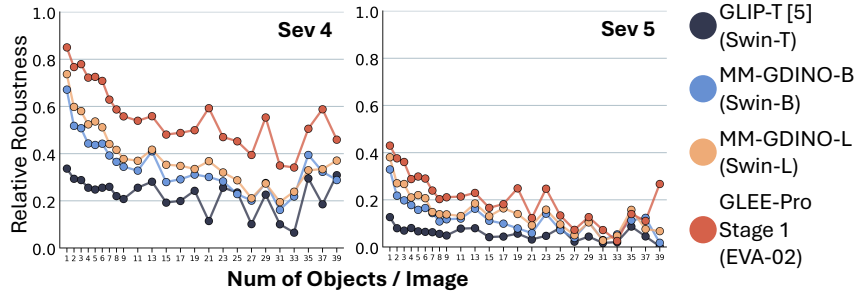 Sev 4
Sev 5
Relative Robustness
1.0
0.8
0.6
0.4
0.2
0.0
1 2 3 4 5 6 7 8 9 11 13 15 17 19 21 23 25 27 29 31 33 35 37 39
1.0
0.8
0.6
0.4
0.2
0.0
1 2 3 4 5 6 7 8 9 11 13 15 17 19 21 23 25 27 29 31 33 35 37 39
Num of Objects / Image
GLIP-T [5]
(Swin-T)
MM-GDINO-B
(Swin-B)
MM-GDINO-L
(Swin-L)
GLEE-Pro
Stage 1
(EVA-02)